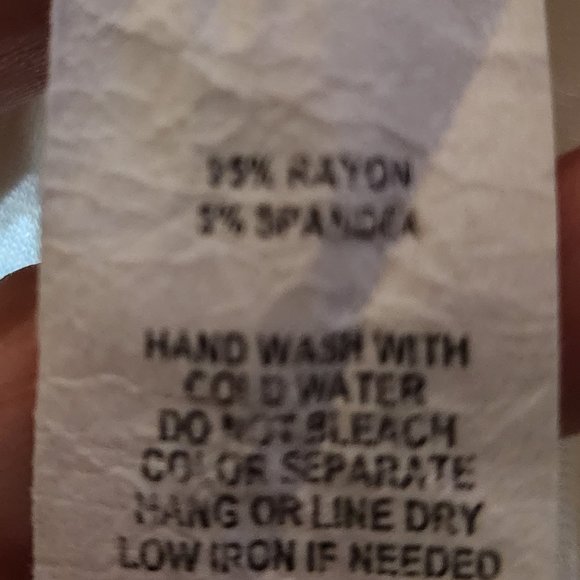 95% RAYON
5% SPANDEX
HAND WASH WITH
COLD WATER
DO NOT BLEACH
COLOR SEPARATE
HANG OR LINE DRY
LOW IRON IF NEEDED